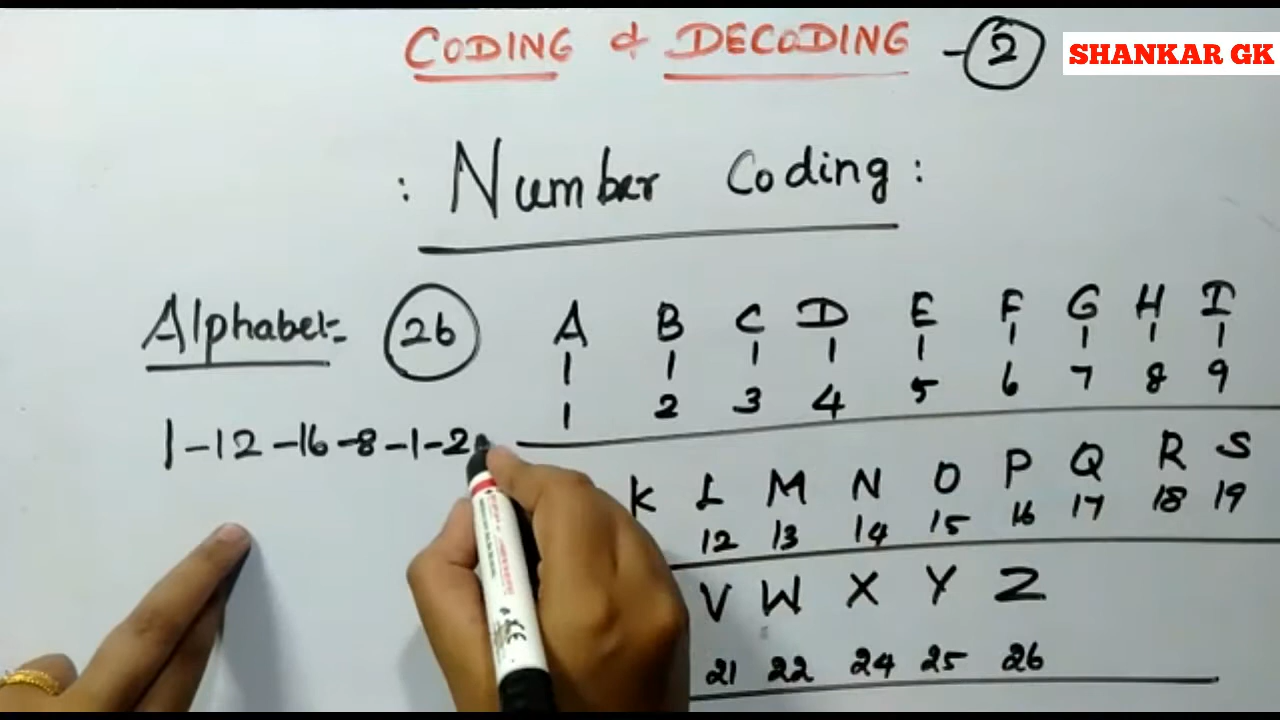 CODING & DECODING - 2
SHANKAR GK
: Number Coding :
Alphabet:- 26
A B C D E F G H I
1 2 3 4 5 6 7 8 9
1-12-16-8-1-2
K L M N O P Q R S
12 13 14 15 16 17 18 19
V W X Y Z
21 22 24 25 26